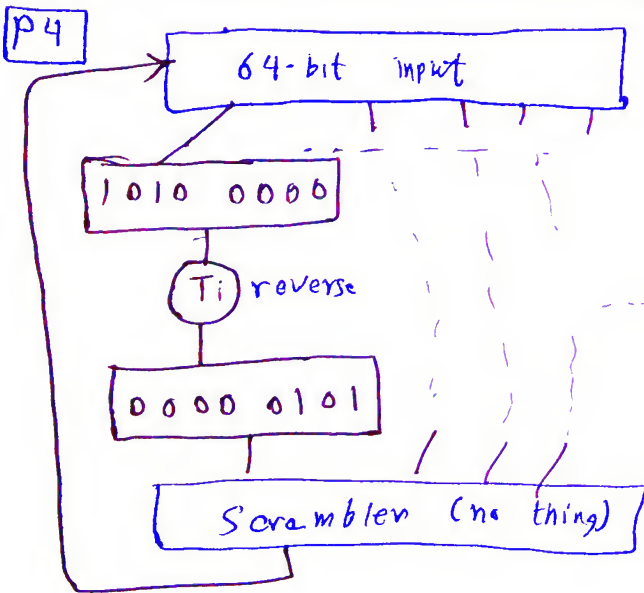 P4
64-bit input
1010 0000
Ti reverse
0000 0101
Scrambler (no thing)